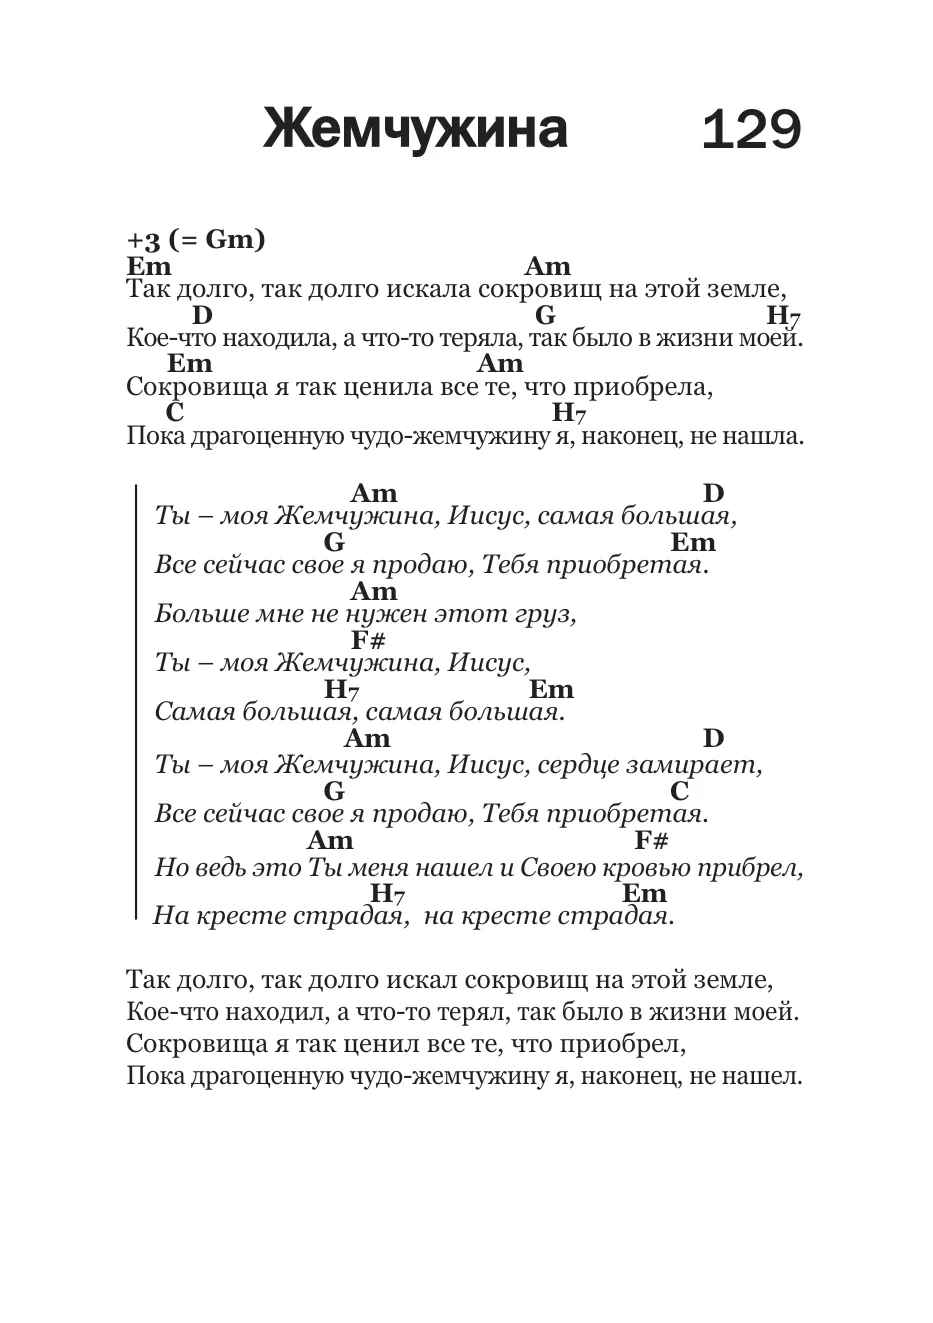 Жемчужина 129
+3 (= Gm)
Em Am
Так долго, так долго искала сокровищ на этой земле,
D G H7
Кое-что находила, а что-то теряла, так было в жизни моей.
Em Am
Сокровища я так ценила все те, что приобрела,
C H7
Пока драгоценную чудо-жемчужину я, наконец, не нашла.
Am D
Ты – моя Жемчужина, Иисус, самая большая,
G Em
Все сейчас свое я продаю, Тебя приобретая.
Am
Больше мне не нужен этот груз,
F#
Ты – моя Жемчужина, Иисус,
H7 Em
Самая большая, самая большая.
Am D
Ты – моя Жемчужина, Иисус, сердце замирает,
G C
Все сейчас свое я продаю, Тебя приобретая.
Am F#
Но ведь это Ты меня нашел и Своею кровью прибрел,
H7 Em
На кресте страдая, на кресте страдая.
Так долго, так долго искал сокровищ на этой земле,
Кое-что находил, а что-то терял, так было в жизни моей.
Сокровища я так ценил все те, что приобрел,
Пока драгоценную чудо-жемчужину я, наконец, не нашел.